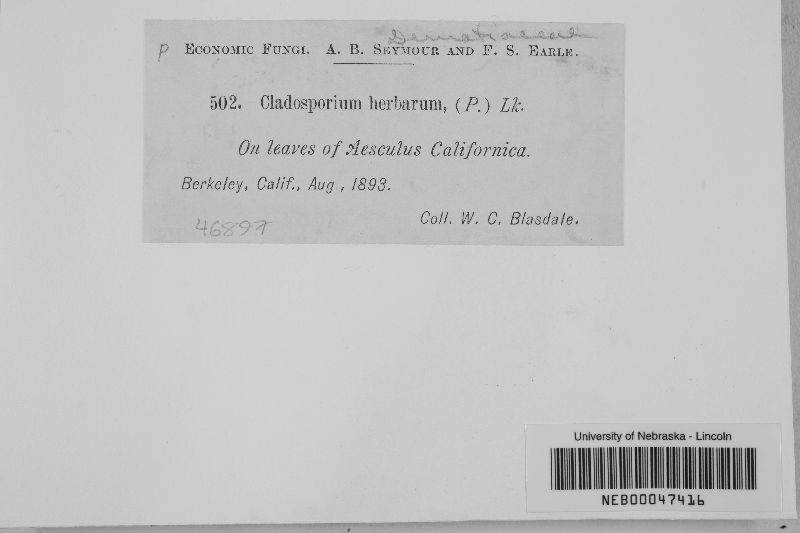 Dematiaceae
P Economic Fungi. A. B. Seymour and F. S. Earle.
502. Cladosporium herbarum, (P.) Lk.
On leaves of Aesculus Californica.
Berkeley, Calif., Aug., 1893.
Coll. W. C. Blasdale.
46897
University of Nebraska - Lincoln
NEB00047416